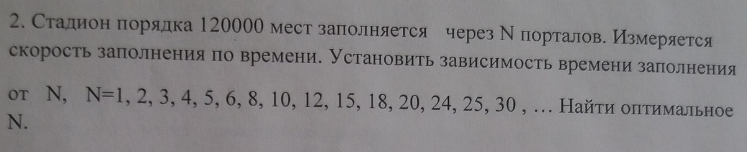 2. Стадион порядка 120000 мест заполняется через N порталов. Измеряется
скорость заполнения по времени. Установить зависимость времени заполнения
от N, N=1, 2, 3, 4, 5, 6, 8, 10, 12, 15, 18, 20, 24, 25, 30 , … Найти оптимальное
N.